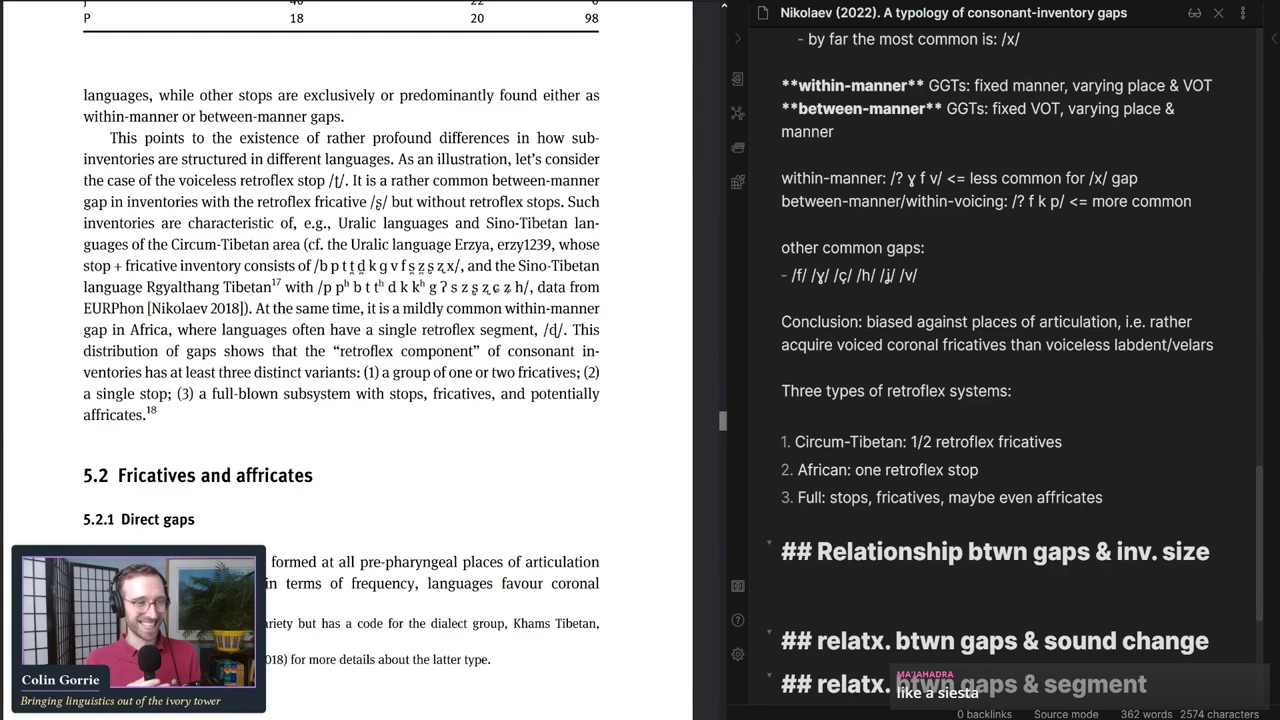 P 18 20 98
languages, while other stops are exclusively or predominantly found either as
within-manner or between-manner gaps.
This points to the existence of rather profound differences in how sub-
inventories are structured in different languages. As an illustration, let's consider
the case of the voiceless retroflex stop /ʈ/. It is a rather common between-manner
gap in inventories with the retroflex fricative /ʂ/ but without retroflex stops. Such
inventories are characteristic of, e.g., Uralic languages and Sino-Tibetan lan-
guages of the Circum-Tibetan area (cf. the Uralic language Erzya, erzy1239, whose
stop + fricative inventory consists of /b p t t̪ d̪ k g v f s̪ z̪ ʂ ʐ x/, and the Sino-Tibetan
language Rgyalthang Tibetan¹⁷ with /p pʰ b t tʰ d k kʰ g ʔ s z ʂ ʐ ɕ ʑ h/, data from
EURPhon [Nikolaev 2018]). At the same time, it is a mildly common within-manner
gap in Africa, where languages often have a single retroflex segment, /ɖ/. This
distribution of gaps shows that the "retroflex component" of consonant in-
ventories has at least three distinct variants: (1) a group of one or two fricatives; (2)
a single stop; (3) a full-blown subsystem with stops, fricatives, and potentially
affricates.¹⁸
5.2 Fricatives and affricates
5.2.1 Direct gaps
formed at all pre-pharyngeal places of articulation
in terms of frequency, languages favour coronal
ariety but has a code for the dialect group, Khams Tibetan,
018) for more details about the latter type.
Colin Gorrie
Bringing linguistics out of the ivory tower
Nikolaev (2022). A typology of consonant-inventory gaps
- by far the most common is: /x/
**within-manner** GGTs: fixed manner, varying place & VOT
**between-manner** GGTs: fixed VOT, varying place &
manner
within-manner: /? ɣ f v/ <= less common for /x/ gap
between-manner/within-voicing: /? f k p/ <= more common
other common gaps:
- /f/ /ɣ/ /ç/ /h/ /ʝ/ /v/
Conclusion: biased against places of articulation, i.e. rather
acquire voiced coronal fricatives than voiceless labdent/velars
Three types of retroflex systems:
1. Circum-Tibetan: 1/2 retroflex fricatives
2. African: one retroflex stop
3. Full: stops, fricatives, maybe even affricates
## Relationship btwn gaps & inv. size
## relatx. btwn gaps & sound change
## relatx. btwn gaps & segment
MA'JAHADRA
like a siesta
0 backlinks Source mode 362 words 2574 characters